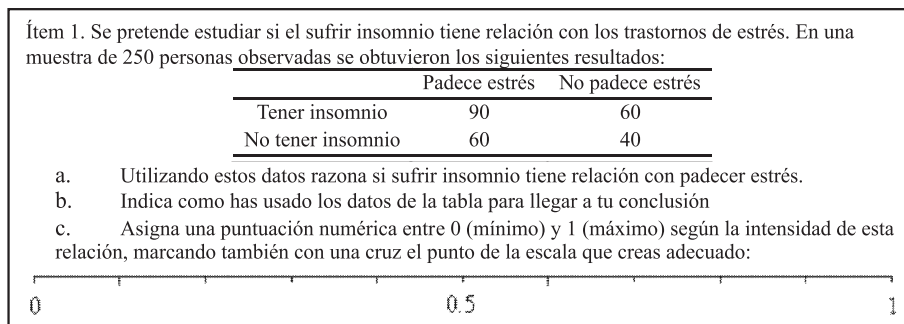 Ítem 1. Se pretende estudiar si el sufrir insomnio tiene relación con los trastornos de estrés. En una
muestra de 250 personas observadas se obtuvieron los siguientes resultados:
Padece estrés No padece estrés
Tener insomnio 90 60
No tener insomnio 60 40
a. Utilizando estos datos razona si sufrir insomnio tiene relación con padecer estrés.
b. Indica como has usado los datos de la tabla para llegar a tu conclusión
c. Asigna una puntuación numérica entre 0 (mínimo) y 1 (máximo) según la intensidad de esta
relación, marcando también con una cruz el punto de la escala que creas adecuado:
0 0.5 1